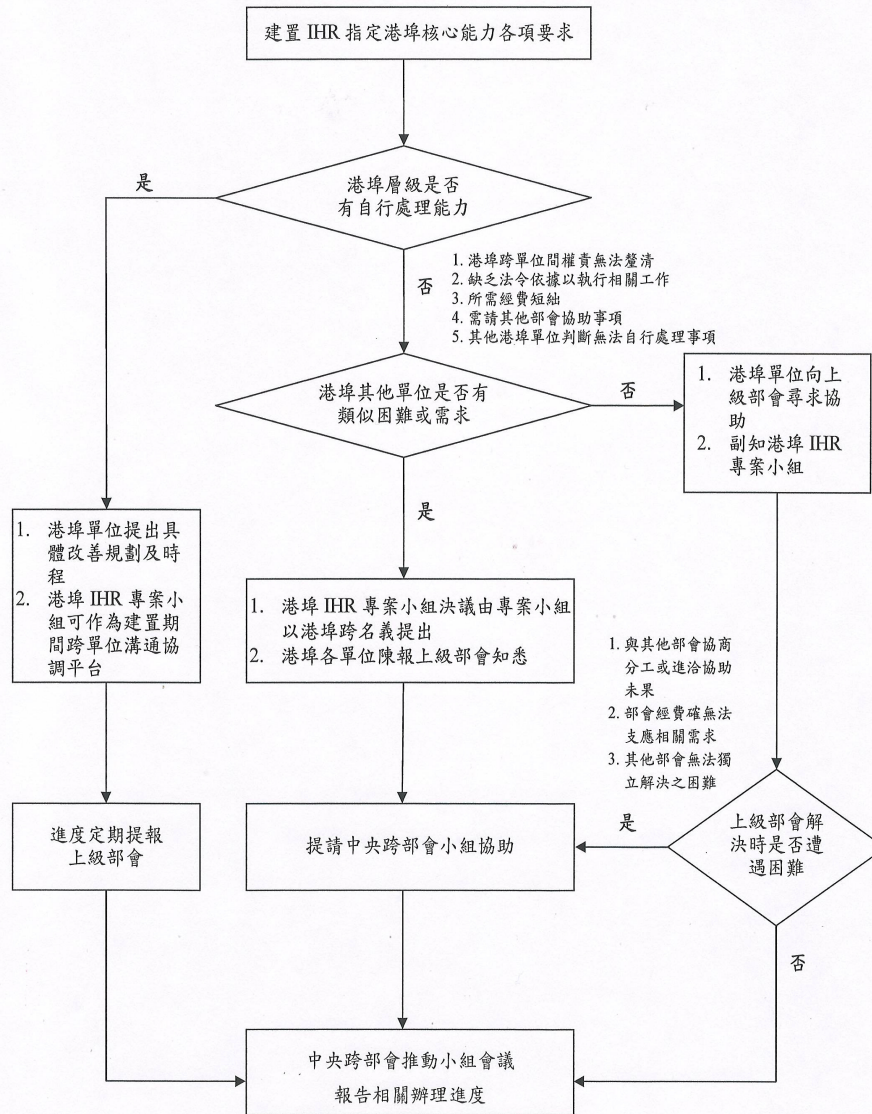 建置 IHR 指定港埠核心能力各項要求
是
港埠層級是否
有自行處理能力
否
1. 港埠跨單位間權責無法釐清
2. 缺乏法令依據以執行相關工作
3. 所需經費短絀
4. 需請其他部會協助事項
5. 其他港埠單位判斷無法自行處理事項
港埠其他單位是否有
類似困難或需求
否
1. 港埠單位向上
級部會尋求協
助
2. 副知港埠 IHR
專案小組
是
1. 港埠單位提出具
體改善規劃及時
程
2. 港埠 IHR 專案小
組可作為建置期
間跨單位溝通協
調平台
1. 港埠 IHR 專案小組決議由專案小組
以港埠跨名義提出
2. 港埠各單位陳報上級部會知悉
1. 與其他部會協商
分工或進洽協助
未果
2. 部會經費確無法
支應相關需求
3. 其他部會無法獨
立解決之困難
進度定期提報
上級部會
提請中央跨部會小組協助
是
上級部會解
決時是否遭
遇困難
否
中央跨部會推動小組會議
報告相關辦理進度